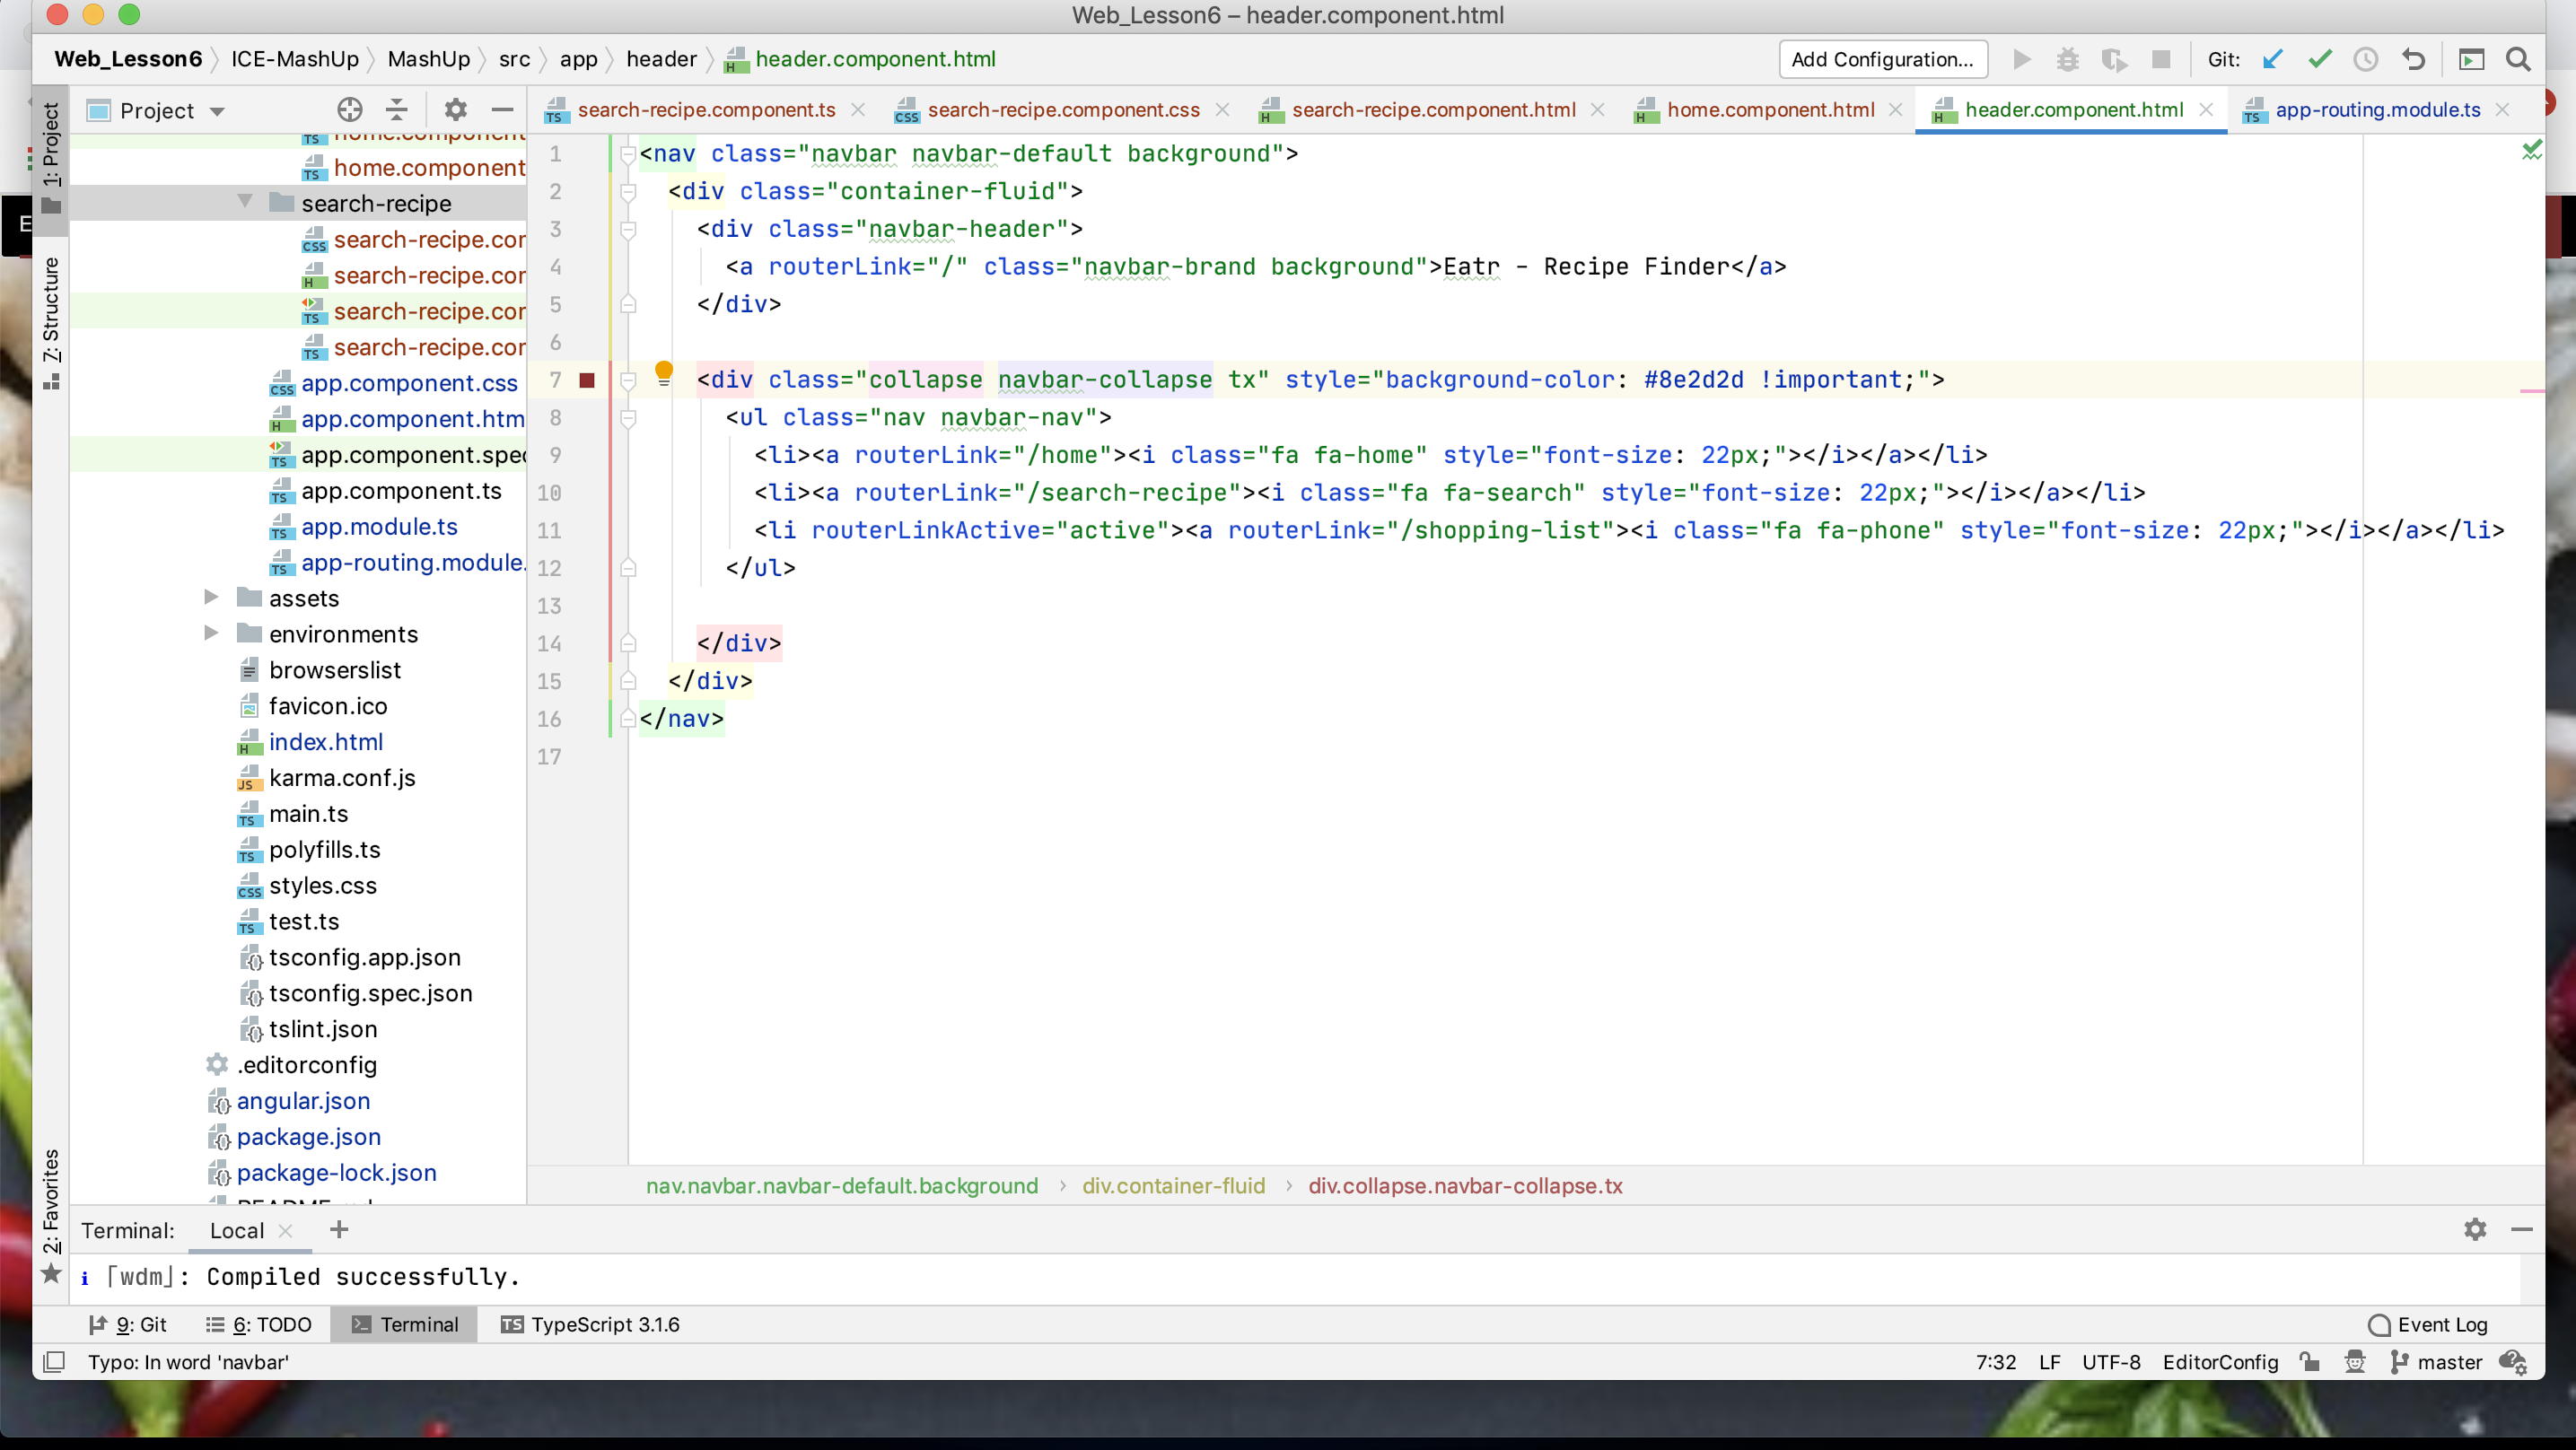 Web_Lesson6 – header.component.html
Web_Lesson6 ICE-MashUp MashUp src app header header.component.html Add Configuration... Git:
1: Project
7: Structure
2: Favorites
Project
search-recipe.component.ts search-recipe.component.css search-recipe.component.html home.component.html header.component.html app-routing.module.ts
home.component
home.component
search-recipe
search-recipe.cor
search-recipe.cor
search-recipe.cor
search-recipe.cor
app.component.css
app.component.htm
app.component.spec
app.component.ts
app.module.ts
app-routing.module.
assets
environments
browserslist
favicon.ico
index.html
karma.conf.js
main.ts
polyfills.ts
styles.css
test.ts
tsconfig.app.json
tsconfig.spec.json
tslint.json
.editorconfig
angular.json
package.json
package-lock.json
1 <nav class="navbar navbar-default background">
2 <div class="container-fluid">
3 <div class="navbar-header">
4 <a routerLink="/" class="navbar-brand background">Eatr - Recipe Finder</a>
5 </div>
6
7 <div class="collapse navbar-collapse tx" style="background-color: #8e2d2d !important;">
8 <ul class="nav navbar-nav">
9 <li><a routerLink="/home"><i class="fa fa-home" style="font-size: 22px;"></i></a></li>
10 <li><a routerLink="/search-recipe"><i class="fa fa-search" style="font-size: 22px;"></i></a></li>
11 <li routerLinkActive="active"><a routerLink="/shopping-list"><i class="fa fa-phone" style="font-size: 22px;"></i></a></li>
12 </ul>
13
14 </div>
15 </div>
16 </nav>
17
nav.navbar.navbar-default.background › div.container-fluid › div.collapse.navbar-collapse.tx
Terminal: Local
i ｢wdm｣: Compiled successfully.
9: Git 6: TODO Terminal TypeScript 3.1.6 Event Log
Typo: In word 'navbar' 7:32 LF UTF-8 EditorConfig master